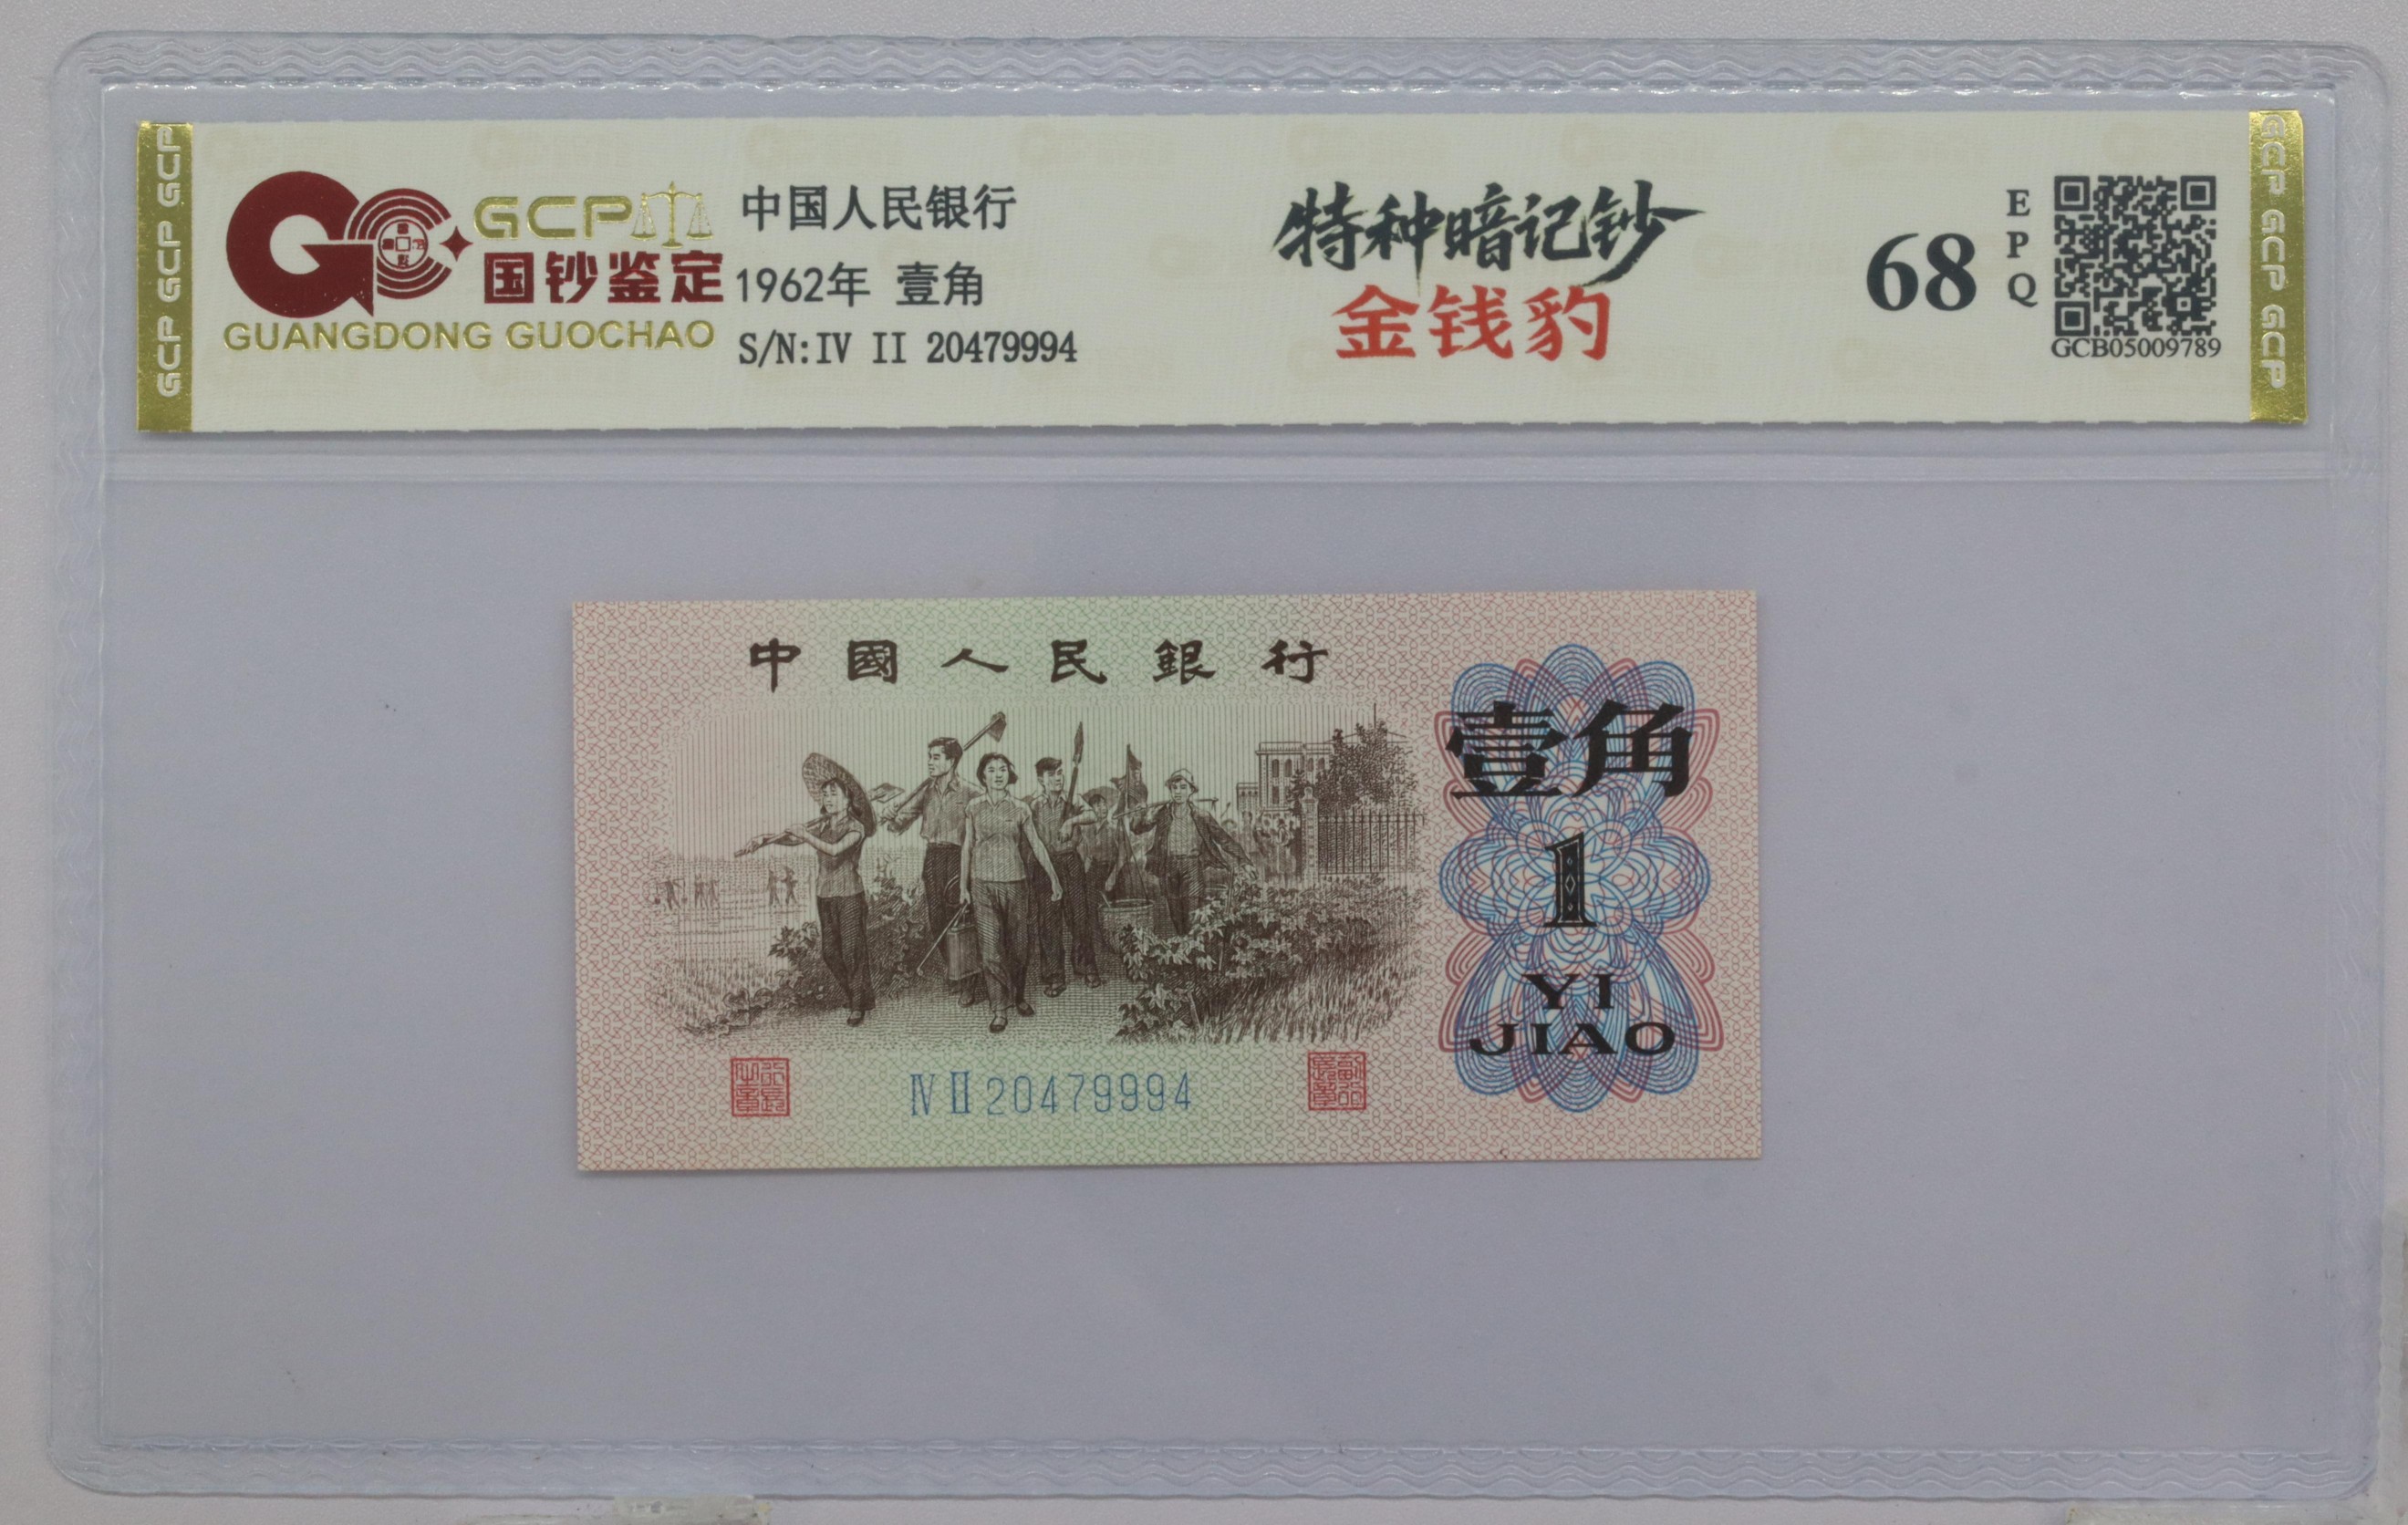 GCP GCP GCP
GCP
国钞鉴定
GUANGDONG GUOCHAO
中国人民银行
1962年 壹角
S/N:IV II 20479994
特种暗记钞
金钱豹
68
EPQ
GCB05009789
GCP GCP GCP
中國人民銀行
壹角
1
YI
JIAO
Ⅳ Ⅱ 20479994